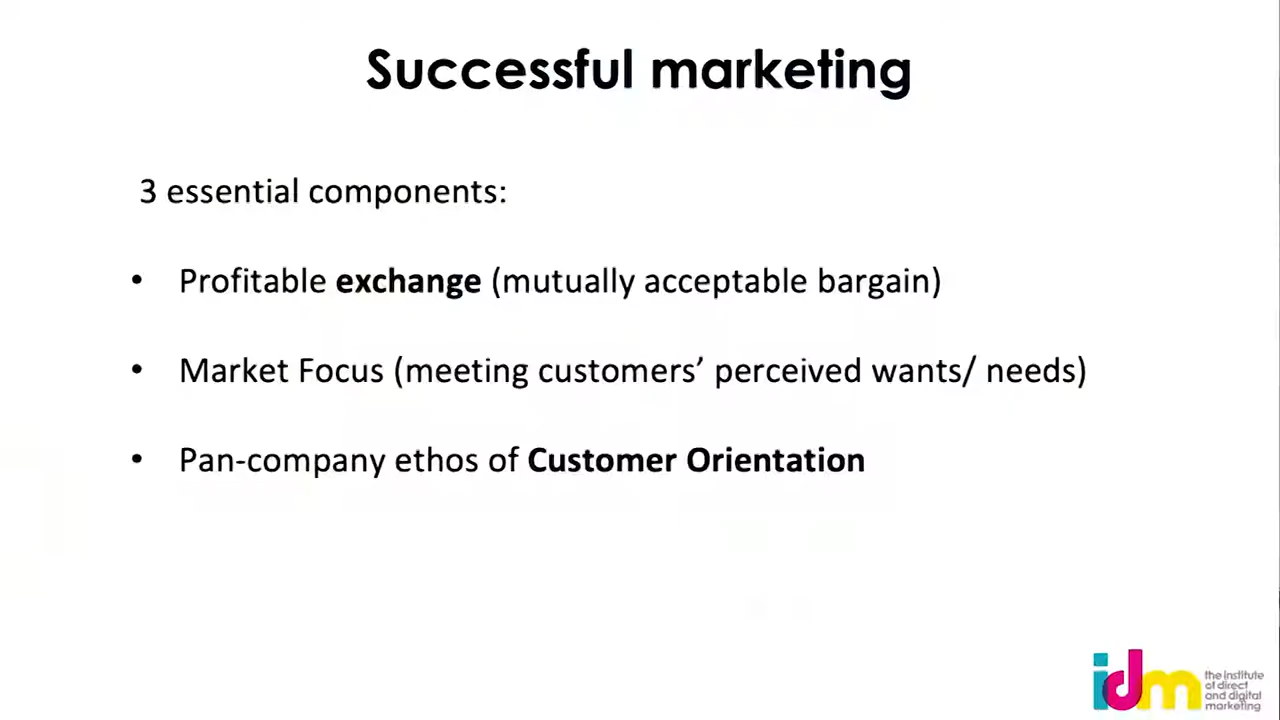 Successful marketing
3 essential components:
• Profitable exchange (mutually acceptable bargain)
• Market Focus (meeting customers’ perceived wants/ needs)
• Pan-company ethos of Customer Orientation
idm
the institute
of direct
and digital
marketing